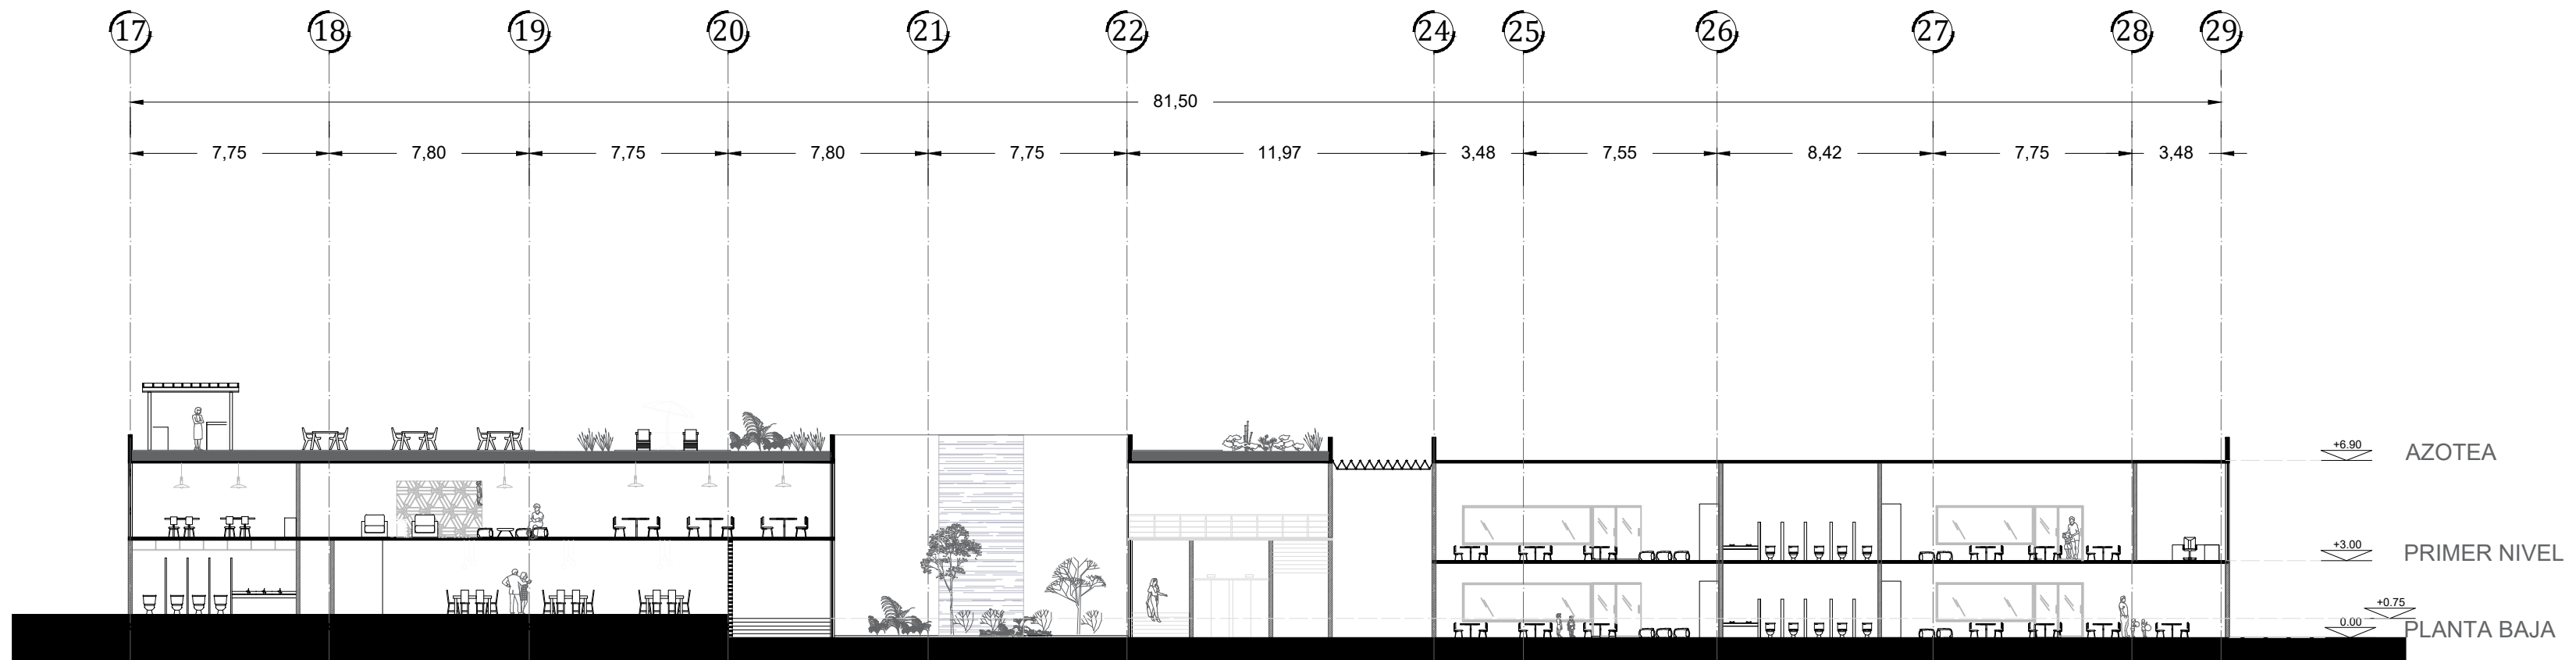 17 18 19 20 21 22 24 25 26 27 28 29
81,50
7,75 7,80 7,75 7,80 7,75 11,97 3,48 7,55 8,42 7,75 3,48
+6.90 AZOTEA
+3.00 PRIMER NIVEL
+0.75
0.00 PLANTA BAJA